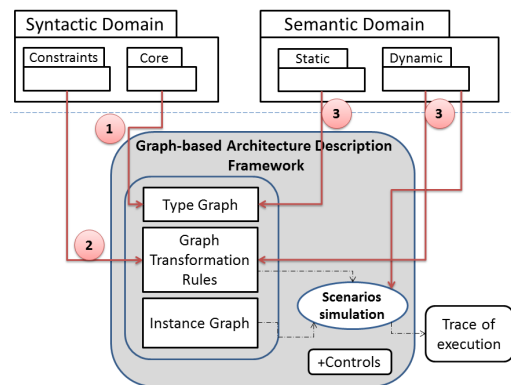 Syntactic Domain
Semantic Domain
Constraints
Core
Static
Dynamic
1
3
3
Graph-based Architecture Description
Framework
Type Graph
2
Graph
Transformation
Rules
Scenarios
simulation
Instance Graph
Trace of
execution
+Controls